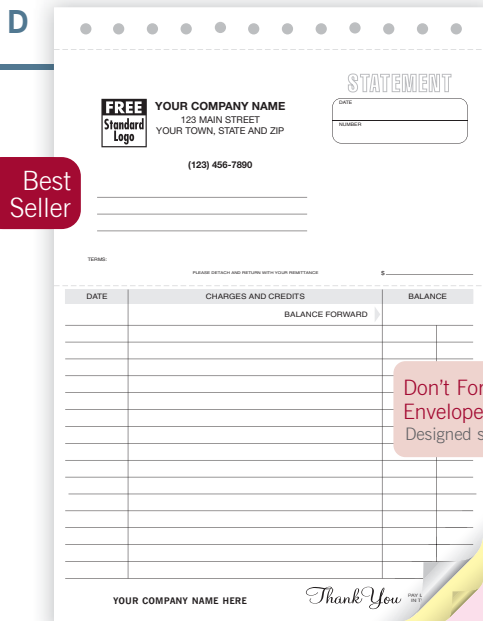 D
STATEMENT
FREE
Standard
Logo
YOUR COMPANY NAME
123 MAIN STREET
YOUR TOWN, STATE AND ZIP
(123) 456-7890
DATE
NUMBER
Best
Seller
TERMS:
PLEASE DETACH AND RETURN WITH YOUR REMITTANCE
$
DATE CHARGES AND CREDITS BALANCE
BALANCE FORWARD
Don't For
Envelope
Designed s
YOUR COMPANY NAME HERE
Thank You
PAY L
IN T